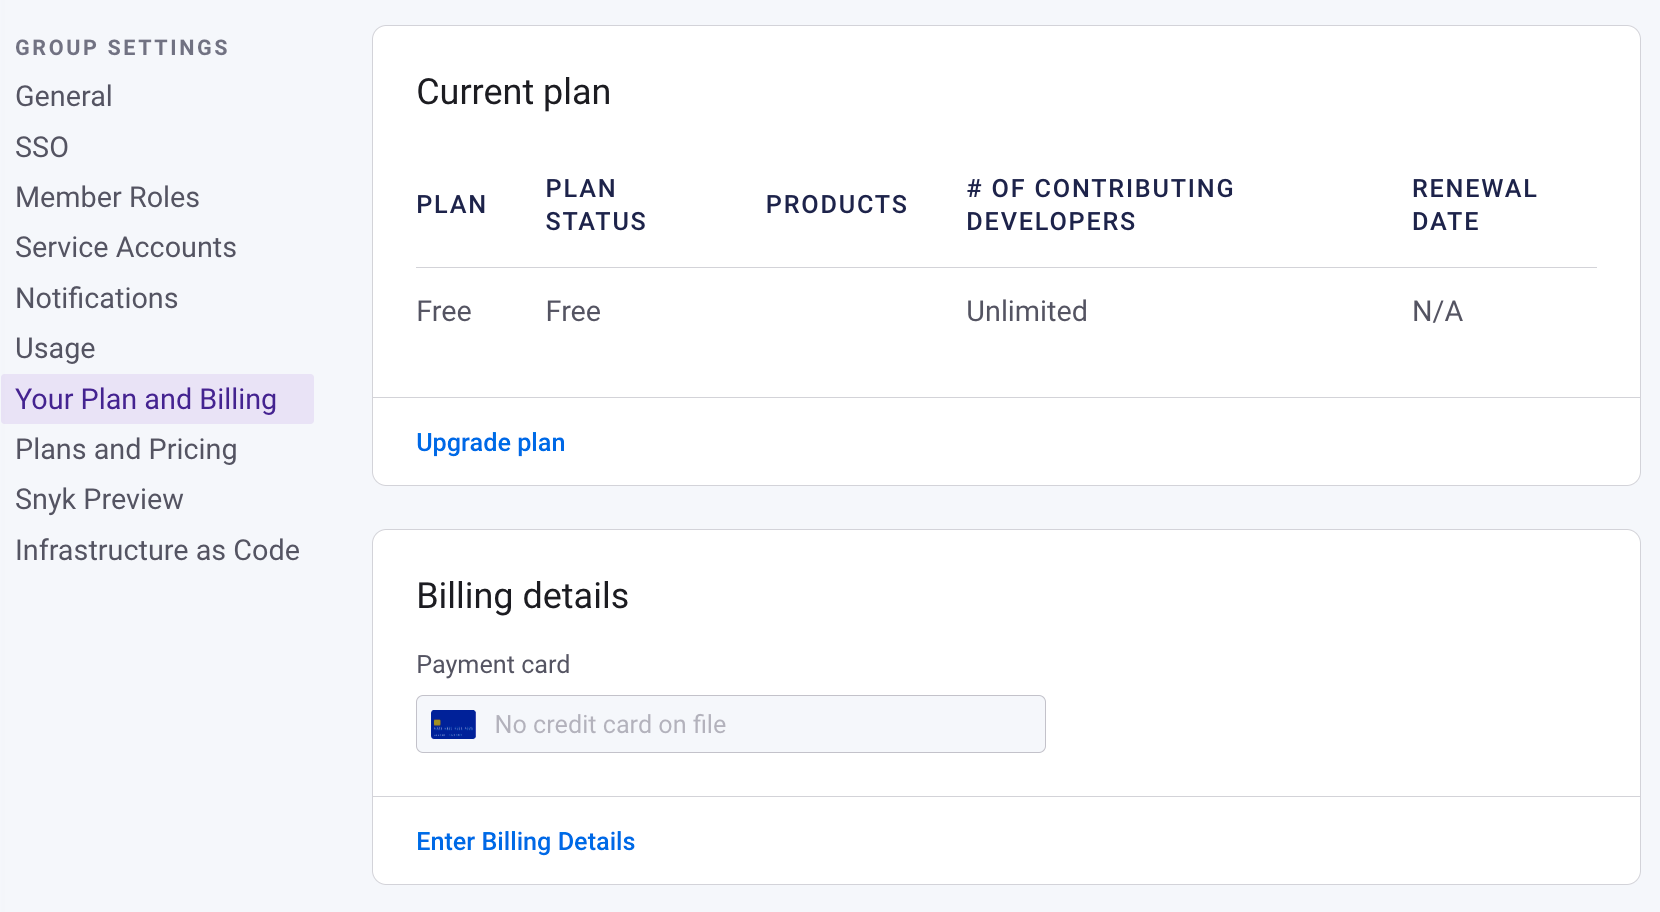 GROUP SETTINGS
General
SSO
Member Roles
Service Accounts
Notifications
Usage
Your Plan and Billing
Plans and Pricing
Snyk Preview
Infrastructure as Code
Current plan
PLAN
PLAN
STATUS
PRODUCTS
# OF CONTRIBUTING
DEVELOPERS
RENEWAL
DATE
Free
Free
Unlimited
N/A
Upgrade plan
Billing details
Payment card
No credit card on file
Enter Billing Details